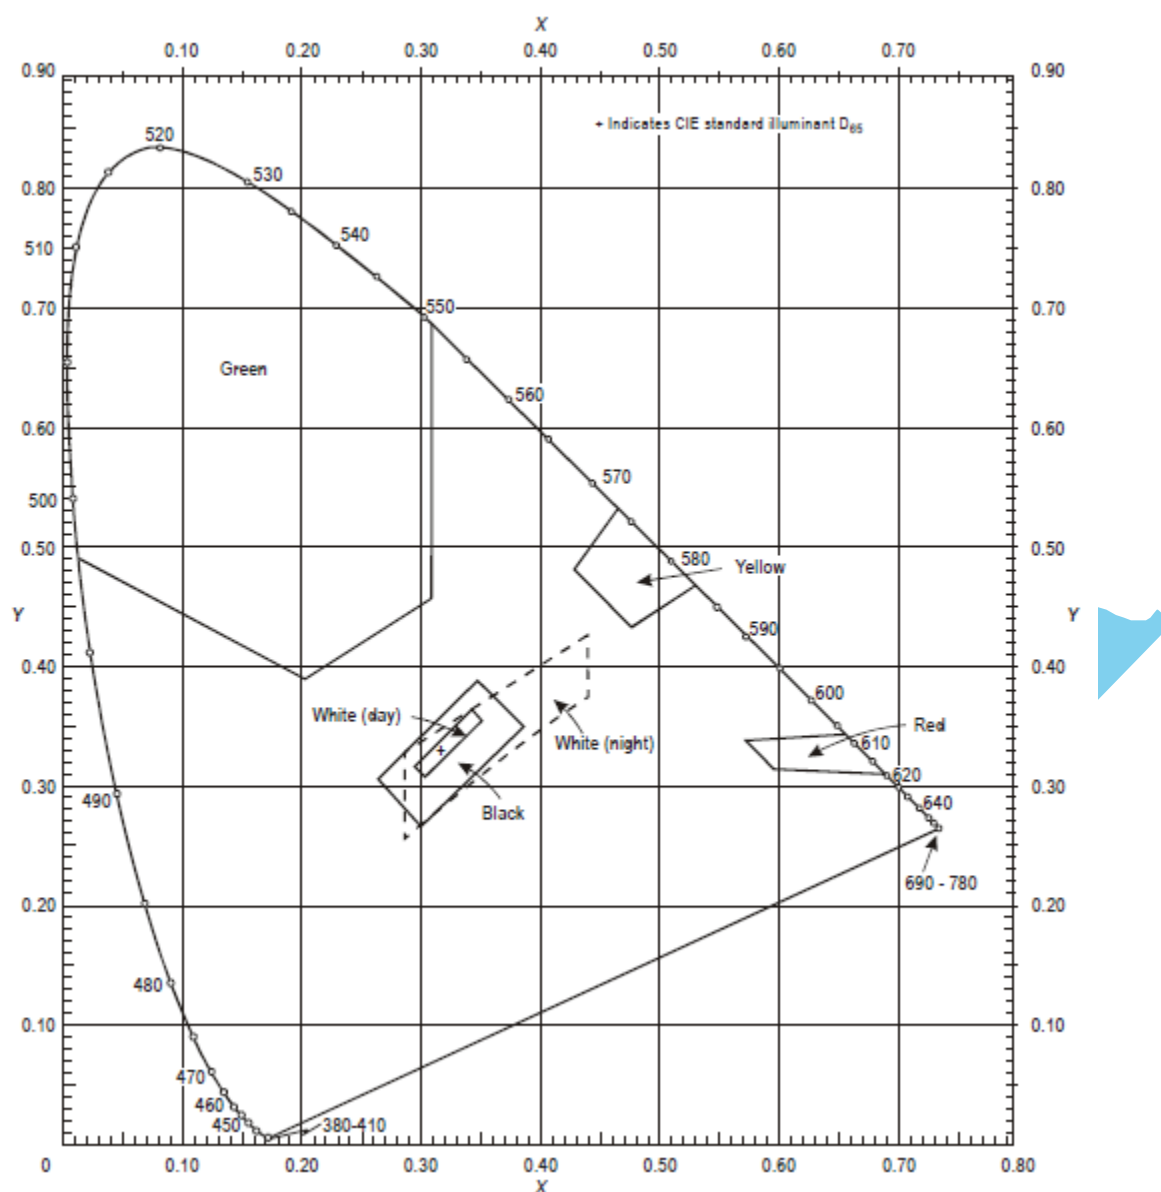 X
0.10 0.20 0.30 0.40 0.50 0.60 0.70
0.90 0.90
+ Indicates CIE standard illuminant D65
520
530
0.80 0.80
540
510
550
0.70 0.70
Green
560
0.60 0.60
570
500
0.50 0.50
580
Yellow
Y Y
590
0.40 0.40
600
White (day)
Red
White (night)
610
620
0.30 0.30
490
640
Black
690 - 780
0.20 0.20
480
0.10 0.10
470
460
450
380-410
0 0.10 0.20 0.30 0.40 0.50 0.60 0.70 0.80
X